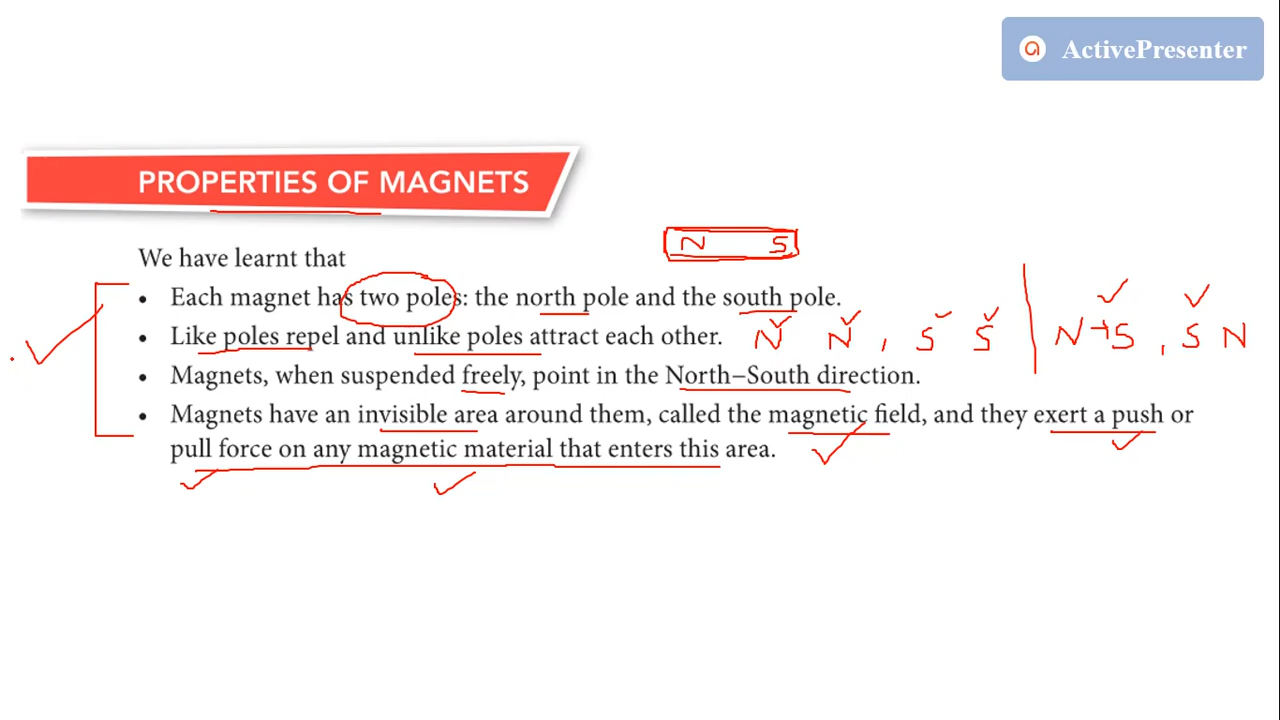 ActivePresenter
PROPERTIES OF MAGNETS
N S
We have learnt that
• Each magnet has two poles: the north pole and the south pole.
• Like poles repel and unlike poles attract each other. N N , S S | N S , S N
• Magnets, when suspended freely, point in the North–South direction.
• Magnets have an invisible area around them, called the magnetic field, and they exert a push or
pull force on any magnetic material that enters this area.